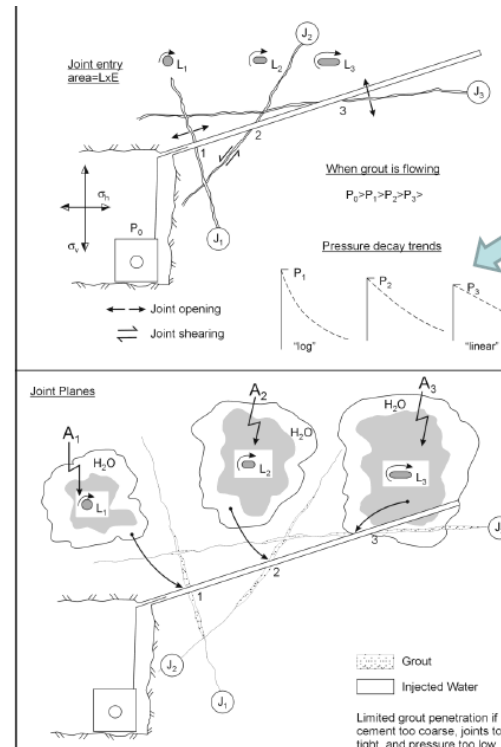 Joint entry
area=LxE
L₁
L₂
L₃
J₂
J₃
1
2
3
J₁
When grout is flowing
P₀>P₁>P₂>P₃>
σₕ
σᵥ
P₀
Pressure decay trends
P₁
P₂
P₃
Joint opening
Joint shearing
"log"
"linear"
Joint Planes
A₁
A₂
A₃
H₂O
H₂O
H₂O
L₁
L₂
L₃
J
1
2
3
J₂
J₁
Grout
Injected Water
Limited grout penetration if
cement too coarse, joints to
tight, and pressure too low